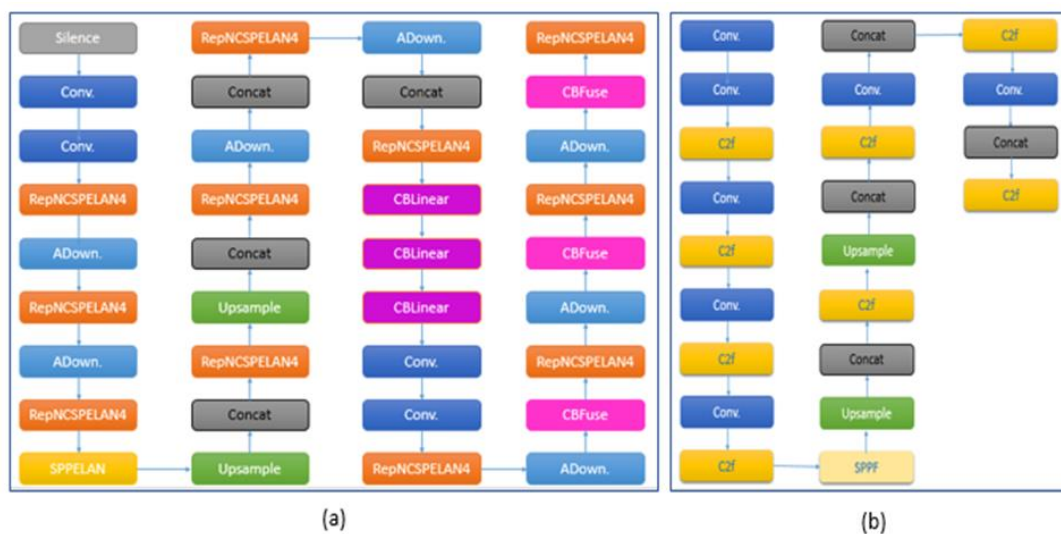 Silence
Conv.
Conv.
RepNCSPELAN4
ADown.
RepNCSPELAN4
ADown.
RepNCSPELAN4
SPPELAN
RepNCSPELAN4
Concat
ADown.
RepNCSPELAN4
Concat
Upsample
RepNCSPELAN4
Concat
Upsample
ADown.
Concat
RepNCSPELAN4
CBLinear
CBLinear
CBLinear
Conv.
Conv.
RepNCSPELAN4
RepNCSPELAN4
CBFuse
ADown.
RepNCSPELAN4
CBFuse
ADown.
RepNCSPELAN4
CBFuse
ADown.
(a)
Conv.
Conv.
C2f
Conv.
C2f
Conv.
C2f
Conv.
C2f
Concat
Conv.
C2f
Concat
Upsample
C2f
Concat
Upsample
SPPF
C2f
Conv.
Concat
C2f
(b)